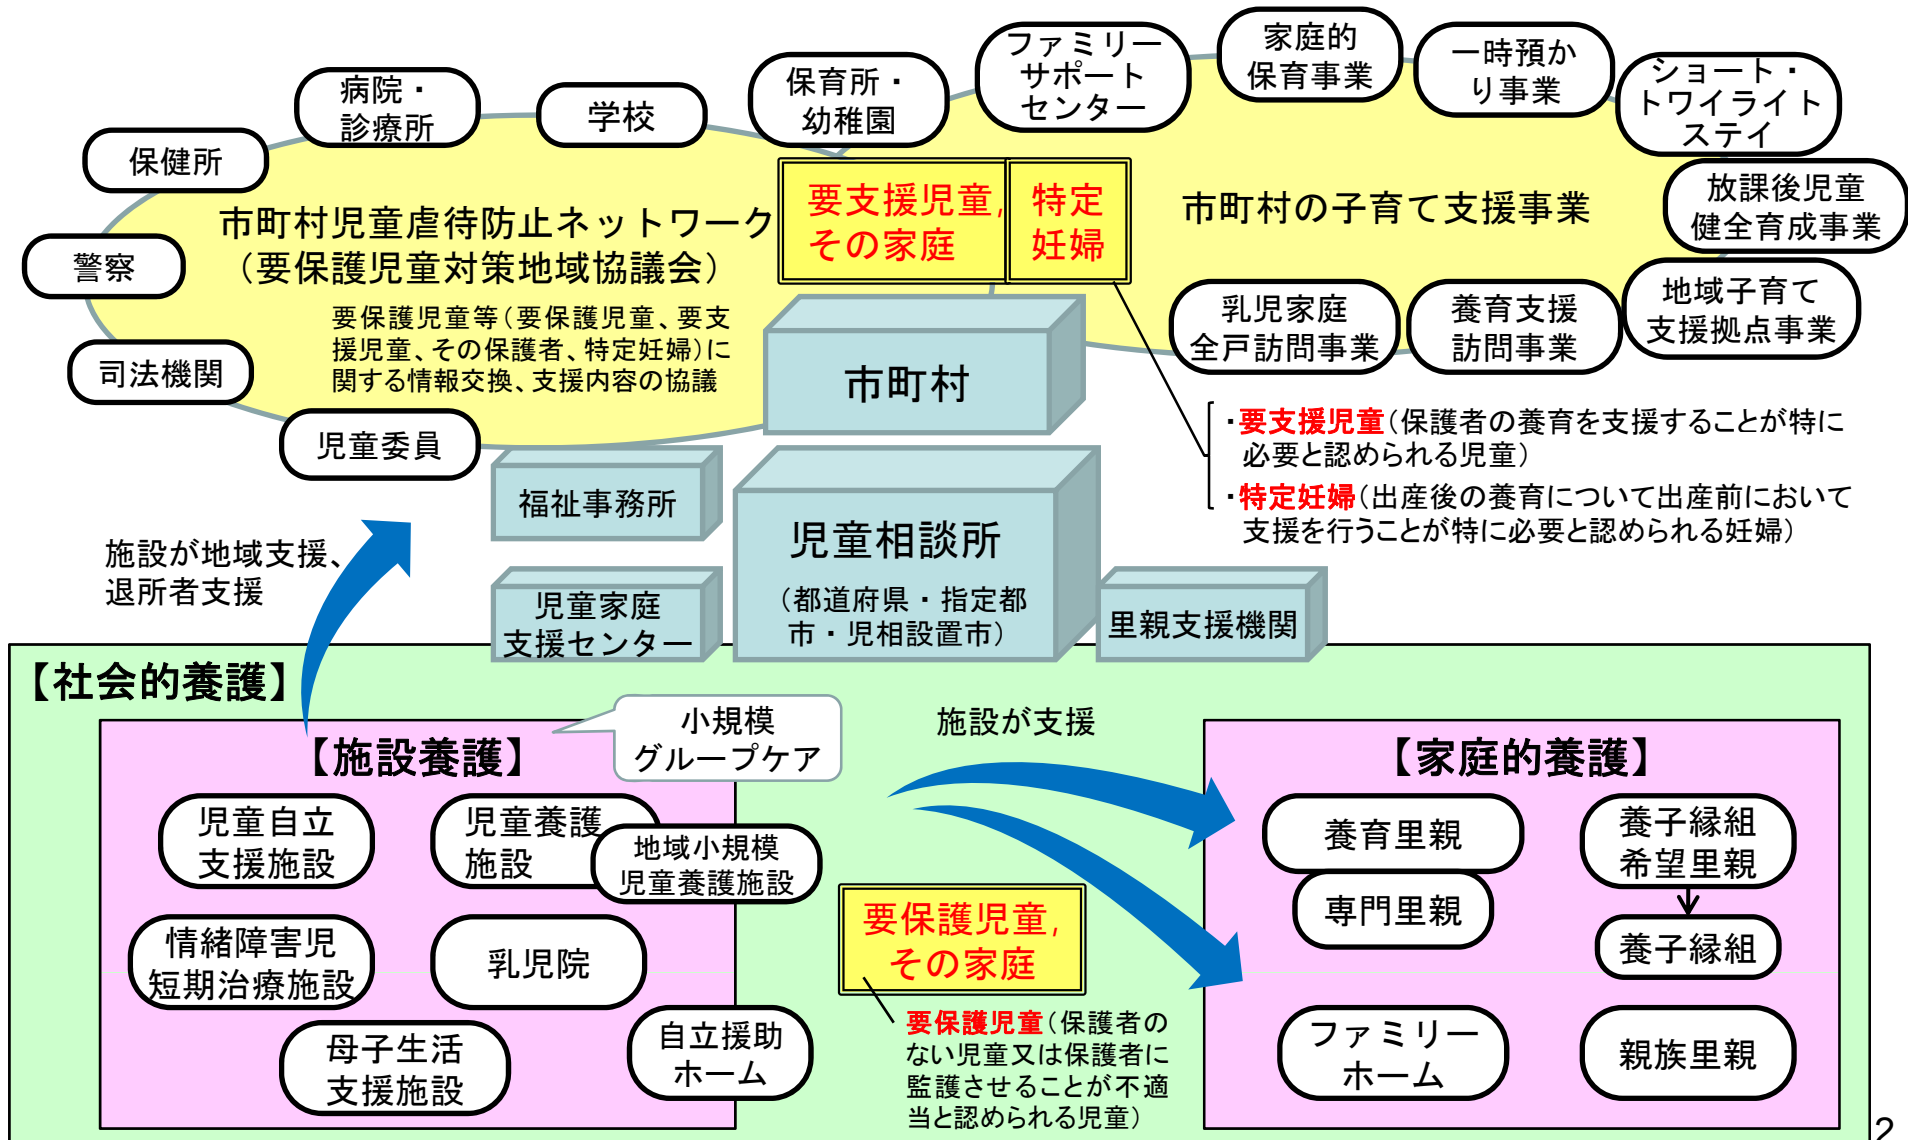 病院・
診療所
学校
保育所・
幼稚園
ファミリー
サポート
センター
家庭的
保育事業
一時預か
り事業
ショート・
トワイライト
ステイ
保健所
警察
司法機関
児童委員
市町村児童虐待防止ネットワーク
（要保護児童対策地域協議会）
要保護児童等（要保護児童、要支
援児童、その保護者、特定妊婦）に
関する情報交換、支援内容の協議
要支援児童,
その家庭
特定
妊婦
市町村の子育て支援事業
放課後児童
健全育成事業
地域子育て
支援拠点事業
養育支援
訪問事業
乳児家庭
全戸訪問事業
市町村
・要支援児童（保護者の養育を支援することが特に
必要と認められる児童）
・特定妊婦（出産後の養育について出産前において
支援を行うことが特に必要と認められる妊婦）
福祉事務所
児童相談所
（都道府県・指定都
市・児相設置市）
児童家庭
支援センター
里親支援機関
施設が地域支援、
退所者支援
【社会的養護】
【施設養護】
小規模
グループケア
児童自立
支援施設
児童養護
施設
地域小規模
児童養護施設
情緒障害児
短期治療施設
乳児院
母子生活
支援施設
自立援助
ホーム
施設が支援
要保護児童,
その家庭
要保護児童（保護者の
ない児童又は保護者に
監護させることが不適
当と認められる児童）
【家庭的養護】
養育里親
専門里親
養子縁組
希望里親
養子縁組
ファミリー
ホーム
親族里親
2